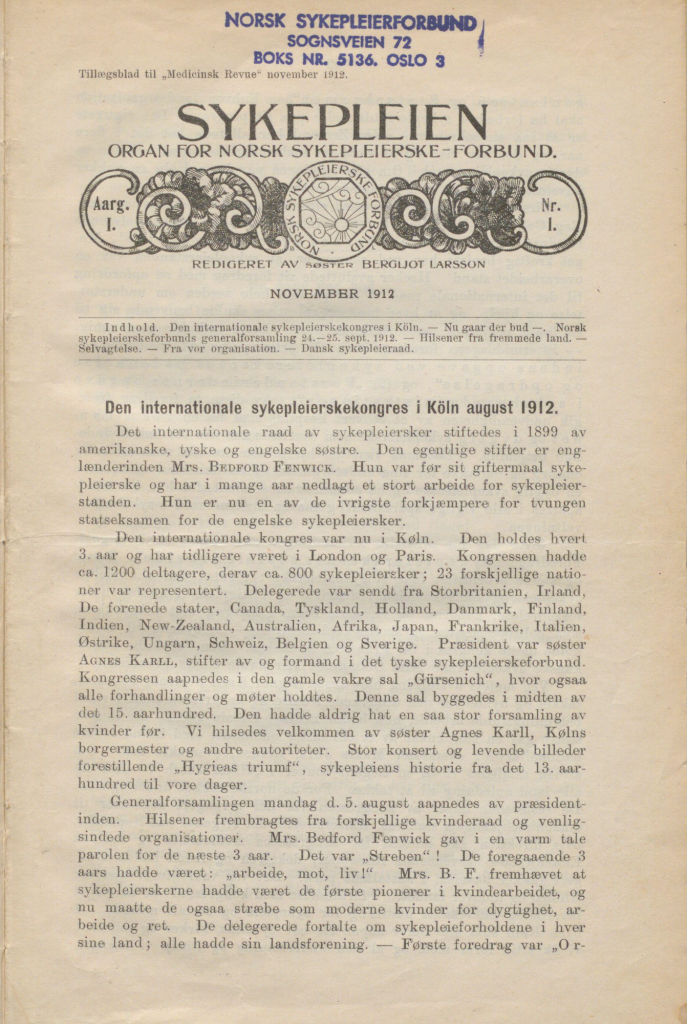 NORSK SYKEPLEIERFORBUND
SOGNSVEIEN 72
BOKS NR. 5136. OSLO 3
Tillægsblad til „Medicinsk Revue“ november 1912.
SYKEPLEIEN
ORGAN FOR NORSK SYKEPLEIERSKE-FORBUND.
Aarg.
I.
NORSK SYKEPLEIERSKE FORBUND
Nr.
1.
REDIGERET AV SØSTER BERGLJOT LARSSON
NOVEMBER 1912
Indhold. Den internationale sykepleierskekongres i Köln. — Nu gaar der bud —. Norsk
sykepleierskeforbunds generalforsamling 24.—25. sept. 1912. — Hilsener fra fremmede land. —
Selvagtelse. — Fra vor organisation. — Dansk sykepleieraad.
Den internationale sykepleierskekongres i Köln august 1912.
Det internationale raad av sykepleiersker stiftedes i 1899 av
amerikanske, tyske og engelske søstre. Den egentlige stifter er eng-
lænderinden Mrs. BEDFORD FENWICK. Hun var før sit giftermaal syke-
pleierske og har i mange aar nedlagt et stort arbeide for sykepleier-
standen. Hun er nu en av de ivrigste forkjæmpere for tvungen
statseksamen for de engelske sykepleiersker.
Den internationale kongres var nu i Køln. Den holdes hvert
3. aar og har tidligere været i London og Paris. Kongressen hadde
ca. 1200 deltagere, derav ca. 800 sykepleiersker; 23 forskjellige natio-
ner var representert. Delegerede var sendt fra Storbritanien, Irland,
De forenede stater, Canada, Tyskland, Holland, Danmark, Finland,
Indien, New-Zealand, Australien, Afrika, Japan, Frankrike, Italien,
Østrike, Ungarn, Schweiz, Belgien og Sverige. Præsident var søster
AGNES KARLL, stifter av og formand i det tyske sykepleierskeforbund.
Kongressen aapnedes i den gamle vakre sal „Gürsenich“, hvor ogsaa
alle forhandlinger og møter holdtes. Denne sal byggedes i midten av
det 15. aarhundred. Den hadde aldrig hat en saa stor forsamling av
kvinder før. Vi hilsedes velkommen av søster Agnes Karll, Kølns
borgermester og andre autoriteter. Stor konsert og levende billeder
forestillende „Hygieas triumf“, sykepleiens historie fra det 13. aar-
hundred til vore dager.
Generalforsamlingen mandag d. 5. august aapnedes av præsident-
inden. Hilsener frembragtes fra forskjellige kvinderaad og venlig-
sindede organisationer. Mrs. Bedford Fenwick gav i en varm tale
parolen for de næste 3 aar. Det var „Streben“ ! De foregaaende 3
aars hadde været: „arbeide, mot, liv!“ Mrs. B. F. fremhævet at
sykepleierskerne hadde været de første pionerer i kvindearbeidet, og
nu maatte de ogsaa stræbe som moderne kvinder for dygtighet, ar-
beide og ret. De delegerede fortalte om sykepleieforholdene i hver
sine land; alle hadde sin landsforening. — Første foredrag var „Or-